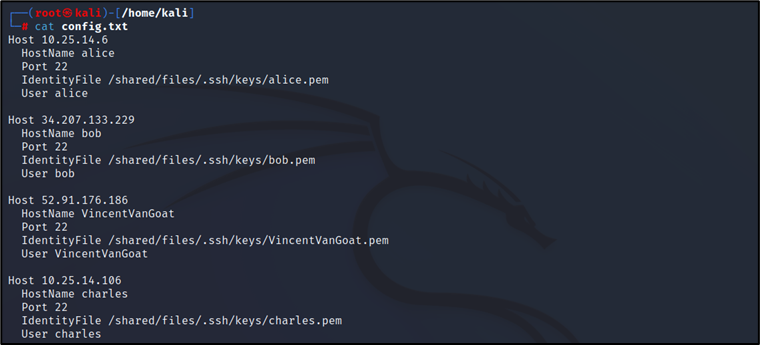 ┌──(root㉿kali)-[/home/kali]
└─# cat config.txt
Host 10.25.14.6
  HostName alice
  Port 22
  IdentityFile /shared/files/.ssh/keys/alice.pem
  User alice

Host 34.207.133.229
  HostName bob
  Port 22
  IdentityFile /shared/files/.ssh/keys/bob.pem
  User bob

Host 52.91.176.186
  HostName VincentVanGoat
  Port 22
  IdentityFile /shared/files/.ssh/keys/VincentVanGoat.pem
  User VincentVanGoat

Host 10.25.14.106
  HostName charles
  Port 22
  IdentityFile /shared/files/.ssh/keys/charles.pem
  User charles